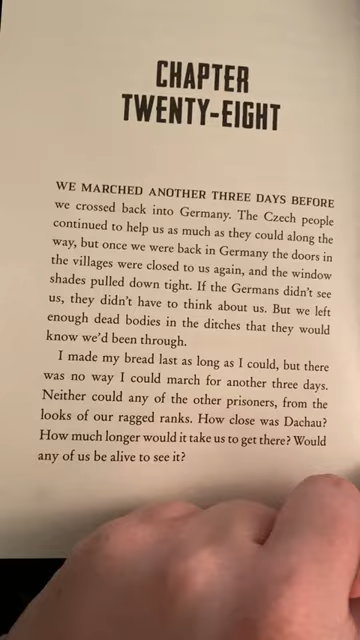 CHAPTER
TWENTY-EIGHT
WE MARCHED ANOTHER THREE DAYS BEFORE
we crossed back into Germany. The Czech people
continued to help us as much as they could along the
way, but once we were back in Germany the doors in
the villages were closed to us again, and the window
shades pulled down tight. If the Germans didn't see
us, they didn't have to think about us. But we left
enough dead bodies in the ditches that they would
know we'd been through.
I made my bread last as long as I could, but there
was no way I could march for another three days.
Neither could any of the other prisoners, from the
looks of our ragged ranks. How close was Dachau?
How much longer would it take us to get there? Would
any of us be alive to see it?